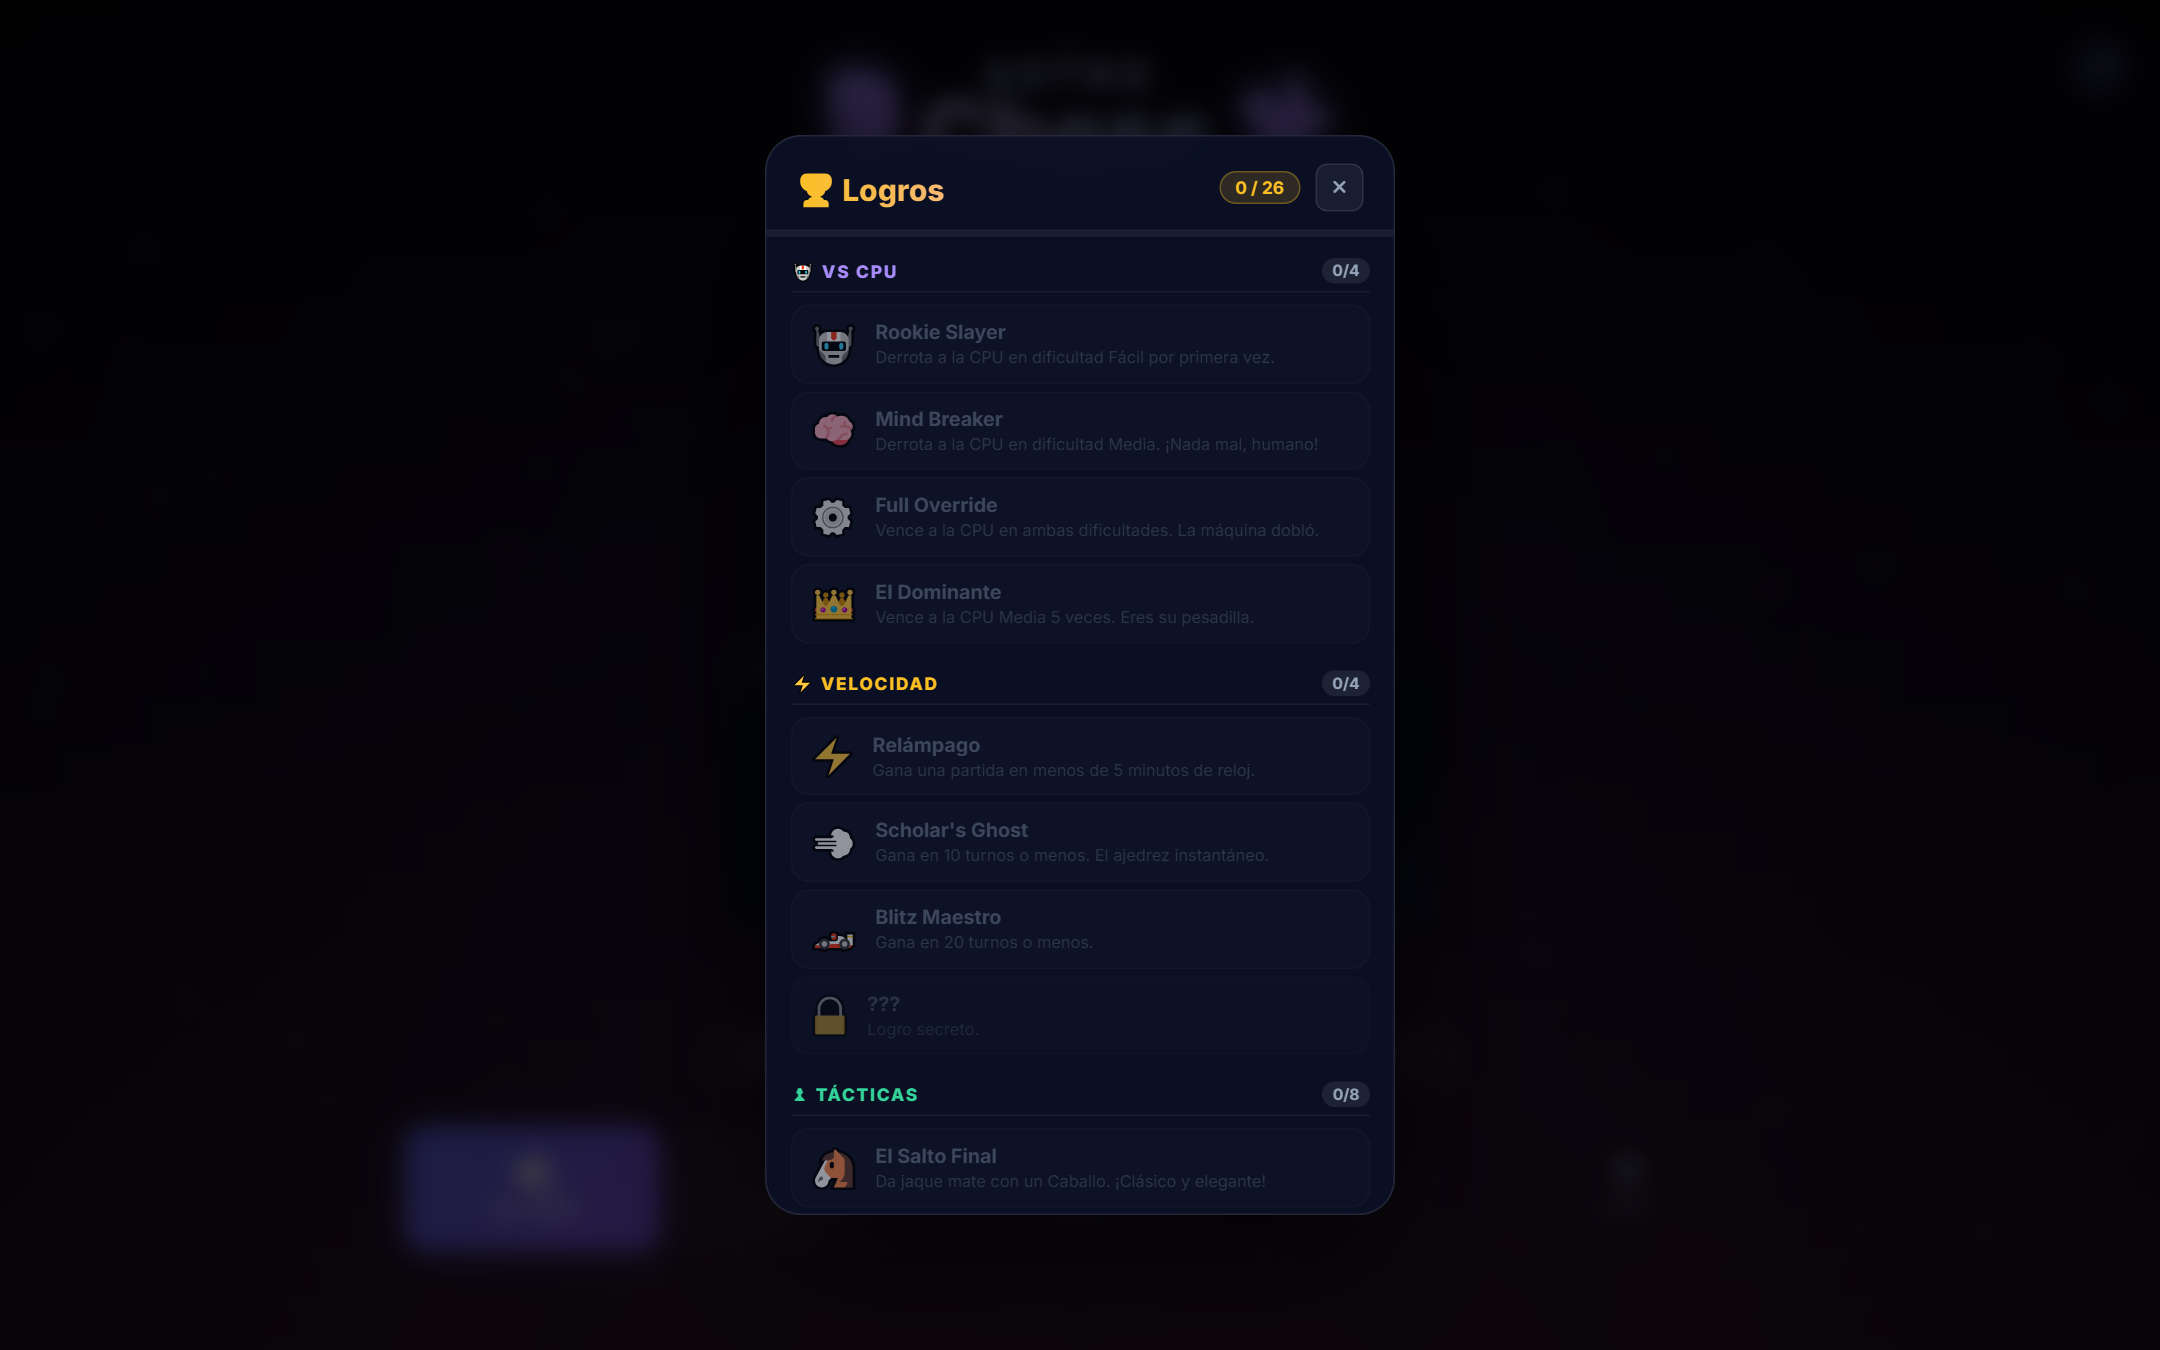 Logros
0 / 26
VS CPU
0/4
Rookie Slayer
Derrota a la CPU en dificultad Fácil por primera vez.
Mind Breaker
Derrota a la CPU en dificultad Media. ¡Nada mal, humano!
Full Override
Vence a la CPU en ambas dificultades. La máquina dobló.
El Dominante
Vence a la CPU Media 5 veces. Eres su pesadilla.
VELOCIDAD
0/4
Relámpago
Gana una partida en menos de 5 minutos de reloj.
Scholar's Ghost
Gana en 10 turnos o menos. El ajedrez instantáneo.
Blitz Maestro
Gana en 20 turnos o menos.
???
Logro secreto.
TÁCTICAS
0/8
El Salto Final
Da jaque mate con un Caballo. ¡Clásico y elegante!